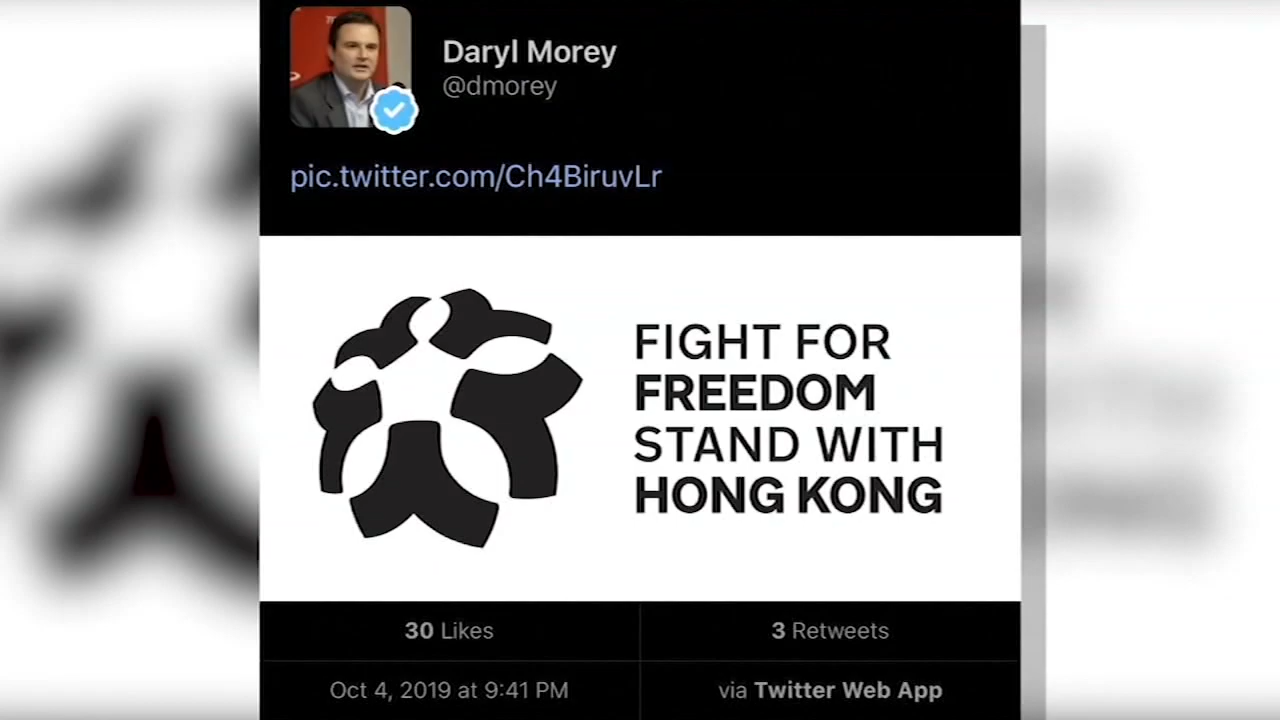 Daryl Morey
@dmorey
pic.twitter.com/Ch4BiruvLr
FIGHT FOR
FREEDOM
STAND WITH
HONG KONG
30 Likes
3 Retweets
Oct 4, 2019 at 9:41 PM
via Twitter Web App